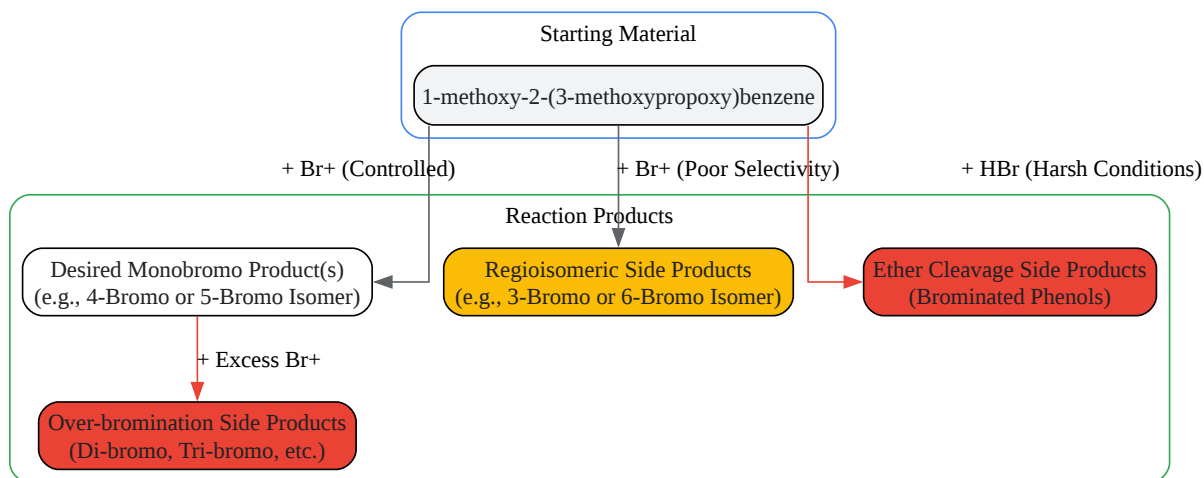 Starting Material
1-methoxy-2-(3-methoxypropoxy)benzene
+ Br+ (Controlled)
+ Br+ (Poor Selectivity)
+ HBr (Harsh Conditions)
Reaction Products
Desired Monobromo Product(s)
(e.g., 4-Bromo or 5-Bromo Isomer)
Regioisomeric Side Products
(e.g., 3-Bromo or 6-Bromo Isomer)
Ether Cleavage Side Products
(Brominated Phenols)
+ Excess Br+
Over-bromination Side Products
(Di-bromo, Tri-bromo, etc.)